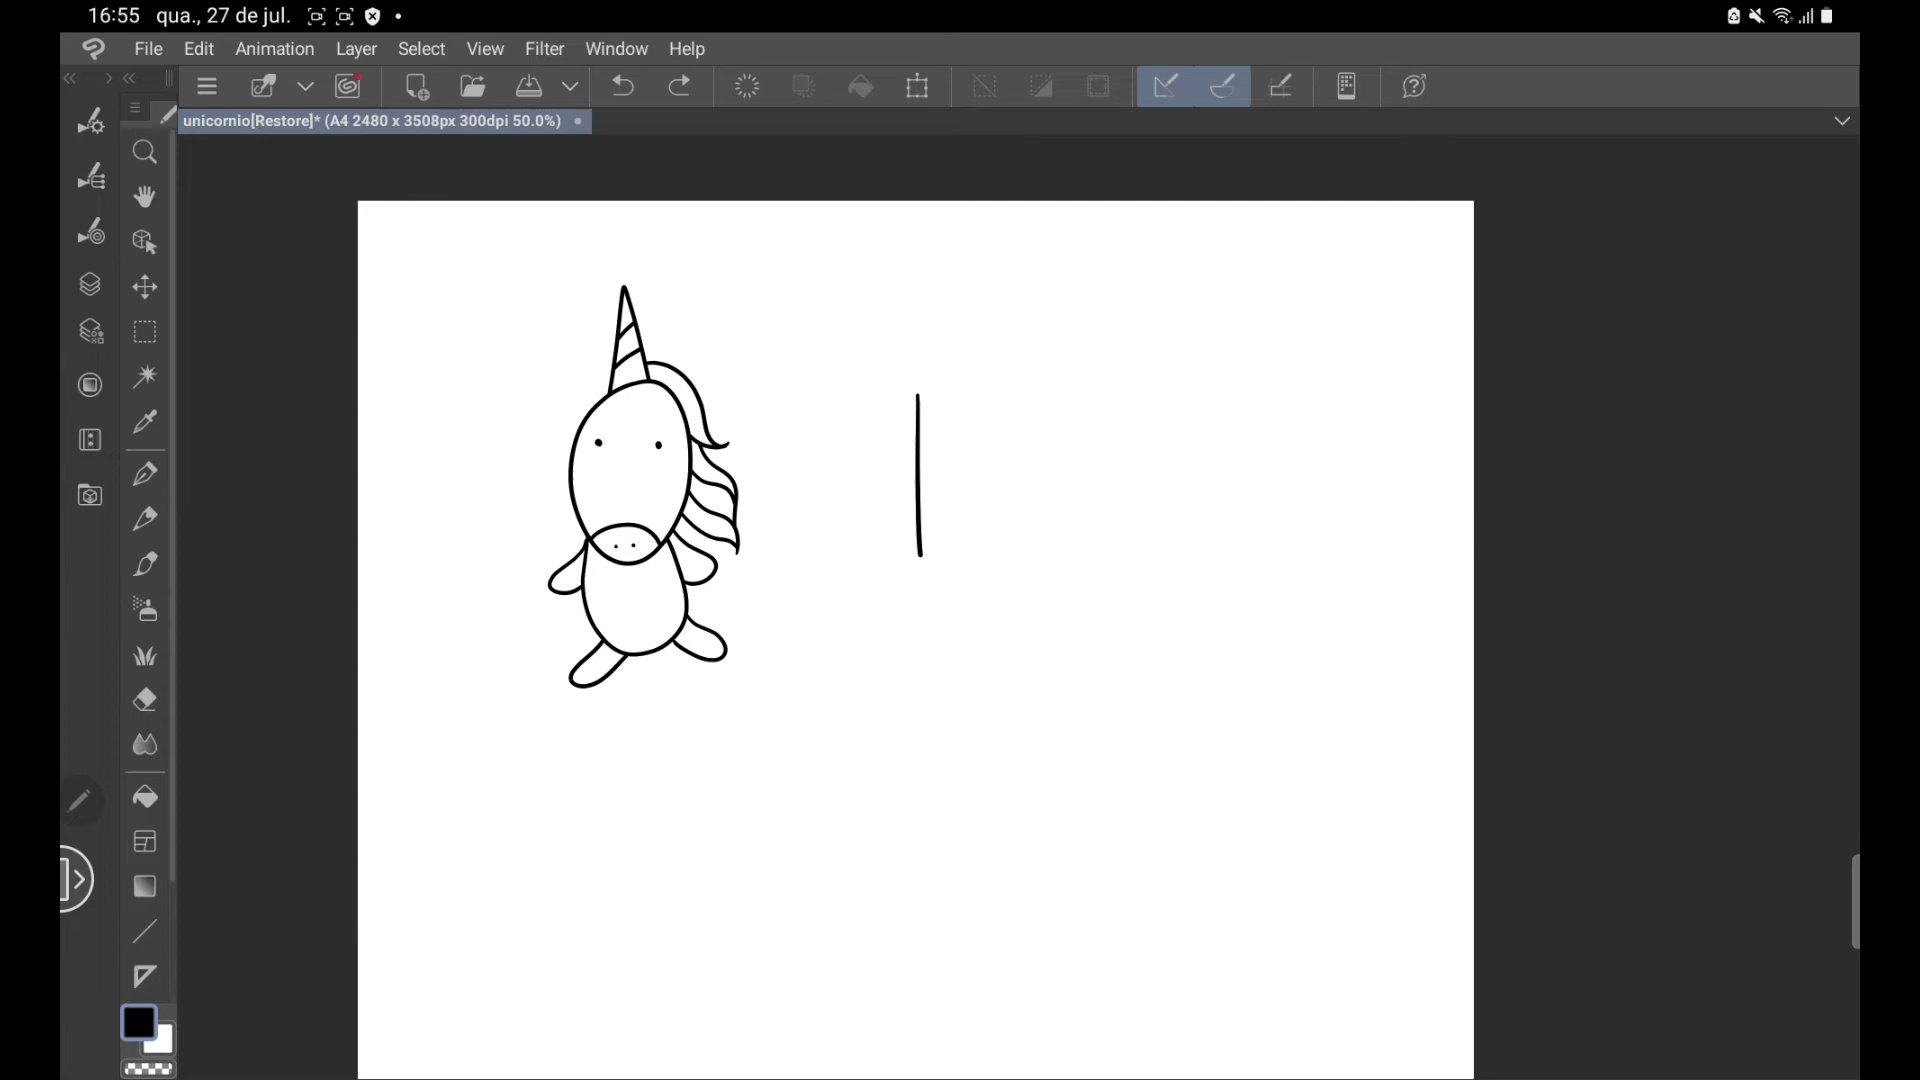 16:55 qua., 27 de jul.
File Edit Animation Layer Select View Filter Window Help
unicornio[Restore]* (A4 2480 x 3508px 300dpi 50.0%)